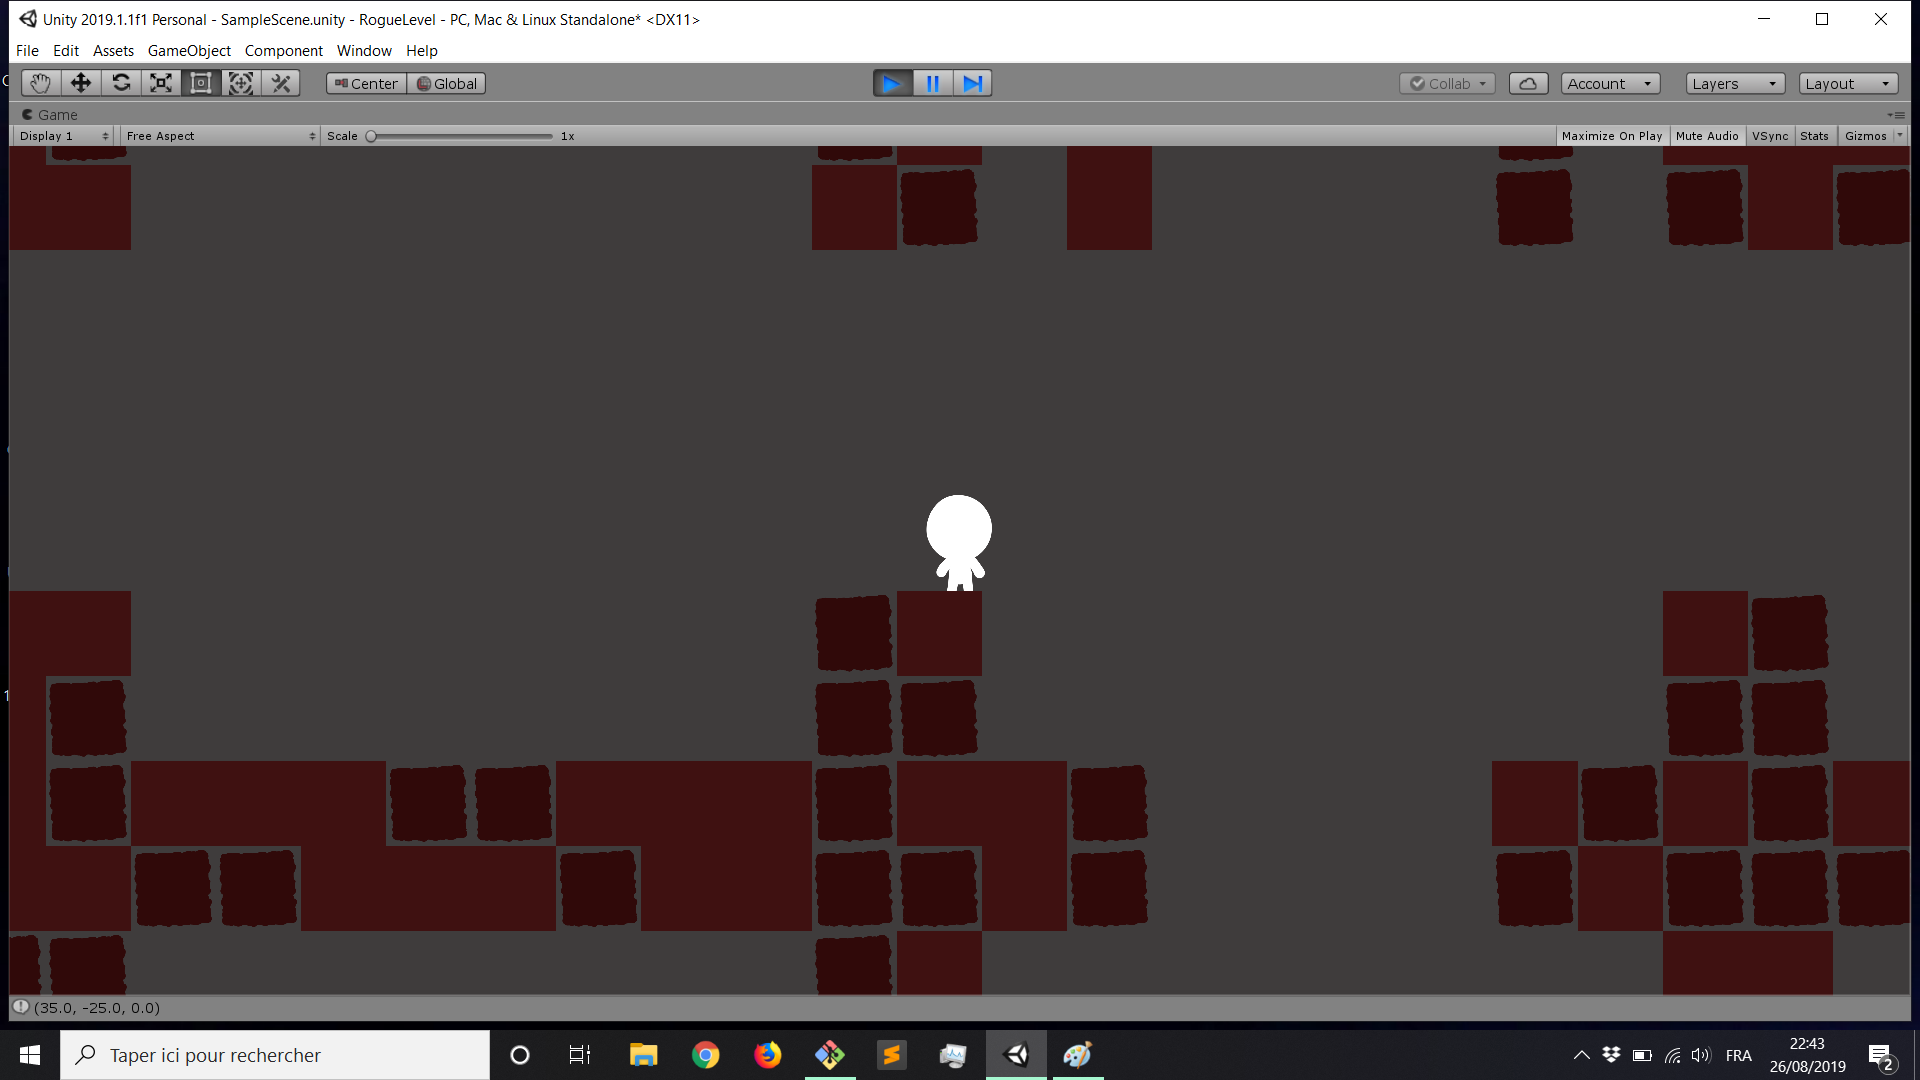 Unity 2019.1.1f1 Personal - SampleScene.unity - RogueLevel - PC, Mac & Linux Standalone* <DX11>
File Edit Assets GameObject Component Window Help
Center Global Collab Account Layers Layout
Game
Display 1 Free Aspect Scale 1x Maximize On Play Mute Audio VSync Stats Gizmos
(35.0, -25.0, 0.0)
Taper ici pour rechercher
FRA
22:43
26/08/2019
2